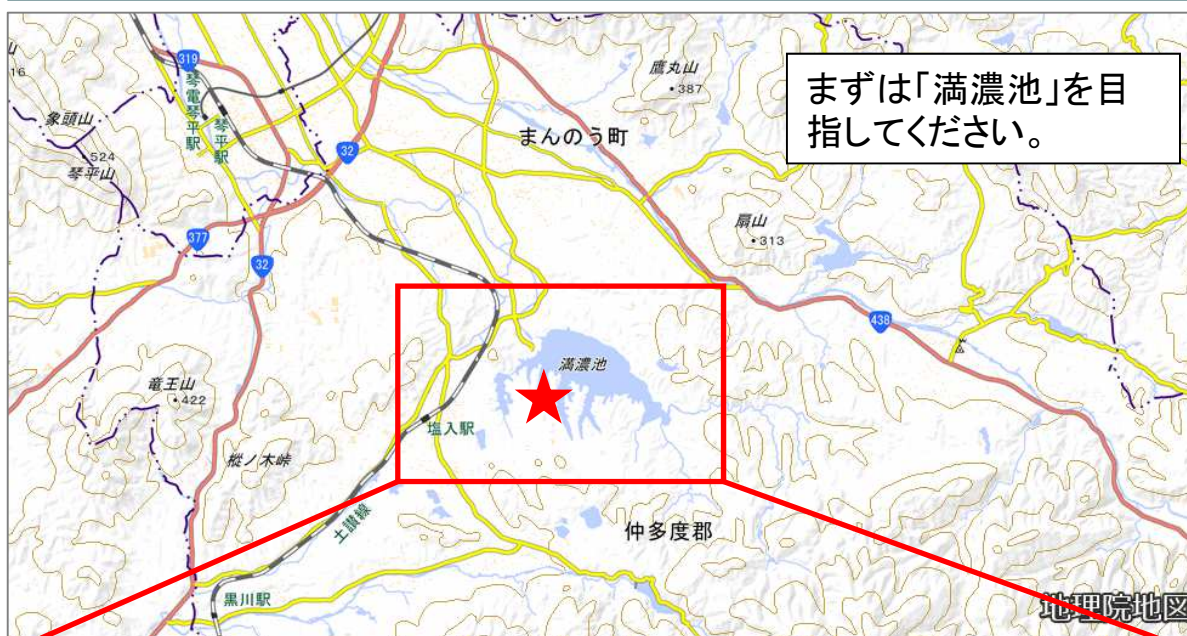 まずは「満濃池」を目
指してください。
319
鷹丸山
・387
16
琴電琴平駅
琴平駅
象頭山
・524
琴平山
32
まんのう町
扇山
・313
377
32
438
満濃池
竜王山
・422
塩入駅
樅ノ木峠
土讃線
仲多度郡
黒川駅
地理院地図